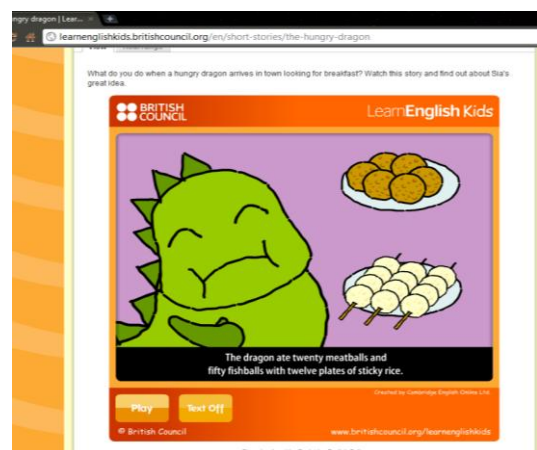 ngry dragon | Lear...
learnenglishkids.britishcouncil.org/en/short-stories/the-hungry-dragon
View
What do you do when a hungry dragon arrives in town looking for breakfast? Watch this story and find out about Sia's
great idea.
BRITISH
COUNCIL
LearnEnglish Kids
The dragon ate twenty meatballs and
fifty fishballs with twelve plates of sticky rice.
Created by Cambridge English Online Ltd.
Play
Text Off
© British Council
www.britishcouncil.org/learnenglishkids